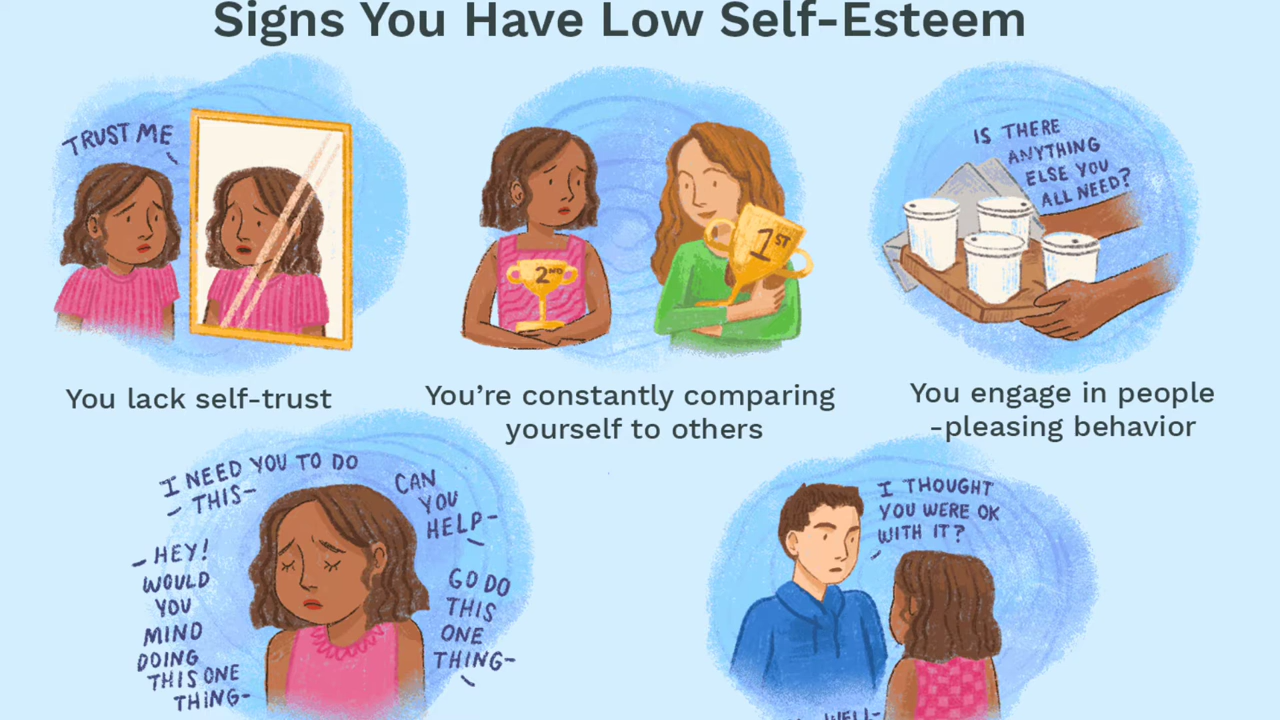 Signs You Have Low Self-Esteem
TRUST ME
2ND
1ST
IS THERE
ANYTHING
ELSE YOU
ALL NEED?
You lack self-trust
You're constantly comparing
yourself to others
You engage in people
-pleasing behavior
I NEED YOU TO DO
THIS-
CAN
YOU
HELP-
HEY!
WOULD
YOU
MIND
DOING
THIS ONE
THING-
GO DO
THIS
ONE
THING-
I THOUGHT
YOU WERE OK
WITH IT?
WELL-